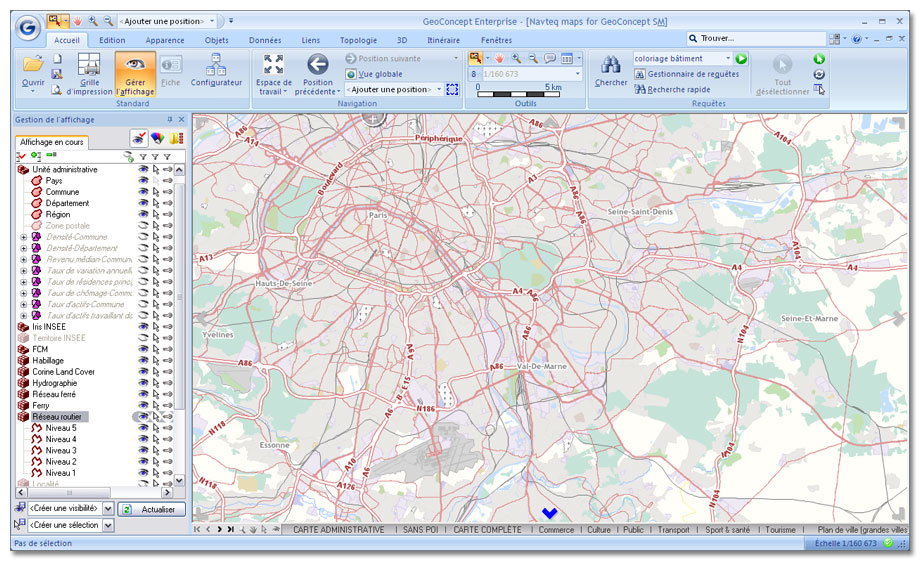 <Ajouter une position>
GeoConcept Enterprise - [Navteq maps for GeoConcept SM]
Accueil
Edition
Apparence
Objets
Données
Liens
Topologie
3D
Itinéraire
Fenêtres
Trouver...
Ouvrir
Grille d'impression
Gérer l'affichage
Fiche
Configurateur
Standard
Espace de travail
Position précédente
Position suivante
Vue globale
<Ajouter une position>
Navigation
8 1/160 673
0 5 km
Outils
Chercher
coloriage bâtiment
Gestionnaire de requêtes
Recherche rapide
Requêtes
Tout désélectionner
Gestion de l'affichage
Affichage en cours
Unité administrative
Pays
Commune
Département
Région
Zone postale
Densité-Commune
Densité-Département
Revenu médian-Commun
Taux de variation annuell
Taux de résidences princi
Taux de chômage-Commu
Taux d'actifs-Commune
Taux d'actifs travaillant du
Iris INSEE
Territoire INSEE
FCM
Habillage
Corine Land Cover
Hydrographie
Réseau ferré
Ferry
Réseau routier
Niveau 5
Niveau 4
Niveau 3
Niveau 2
Niveau 1
Localité
<Créer une visibilité>
Actualiser
<Créer une sélection
A86
A14
Périphérique
A86
A104
Boulevard
A3
A86
Paris
Seine-Saint-Denis
A104
A13
A4
A4
Hauts-De-Seine
A4
A86
Seine-Et-Marne
Yvelines
A6
N104
A86
Val-De-Marne
A6 - B - E15
N186
N118
Essonne
A10
A6
N118
A126
N104
CARTE ADMINISTRATIVE
SANS POI
CARTE COMPLÈTE
Commerce
Culture
Public
Transport
Sport & santé
Tourisme
Plan de ville (grandes villes
Pas de sélection
Échelle 1/160 673